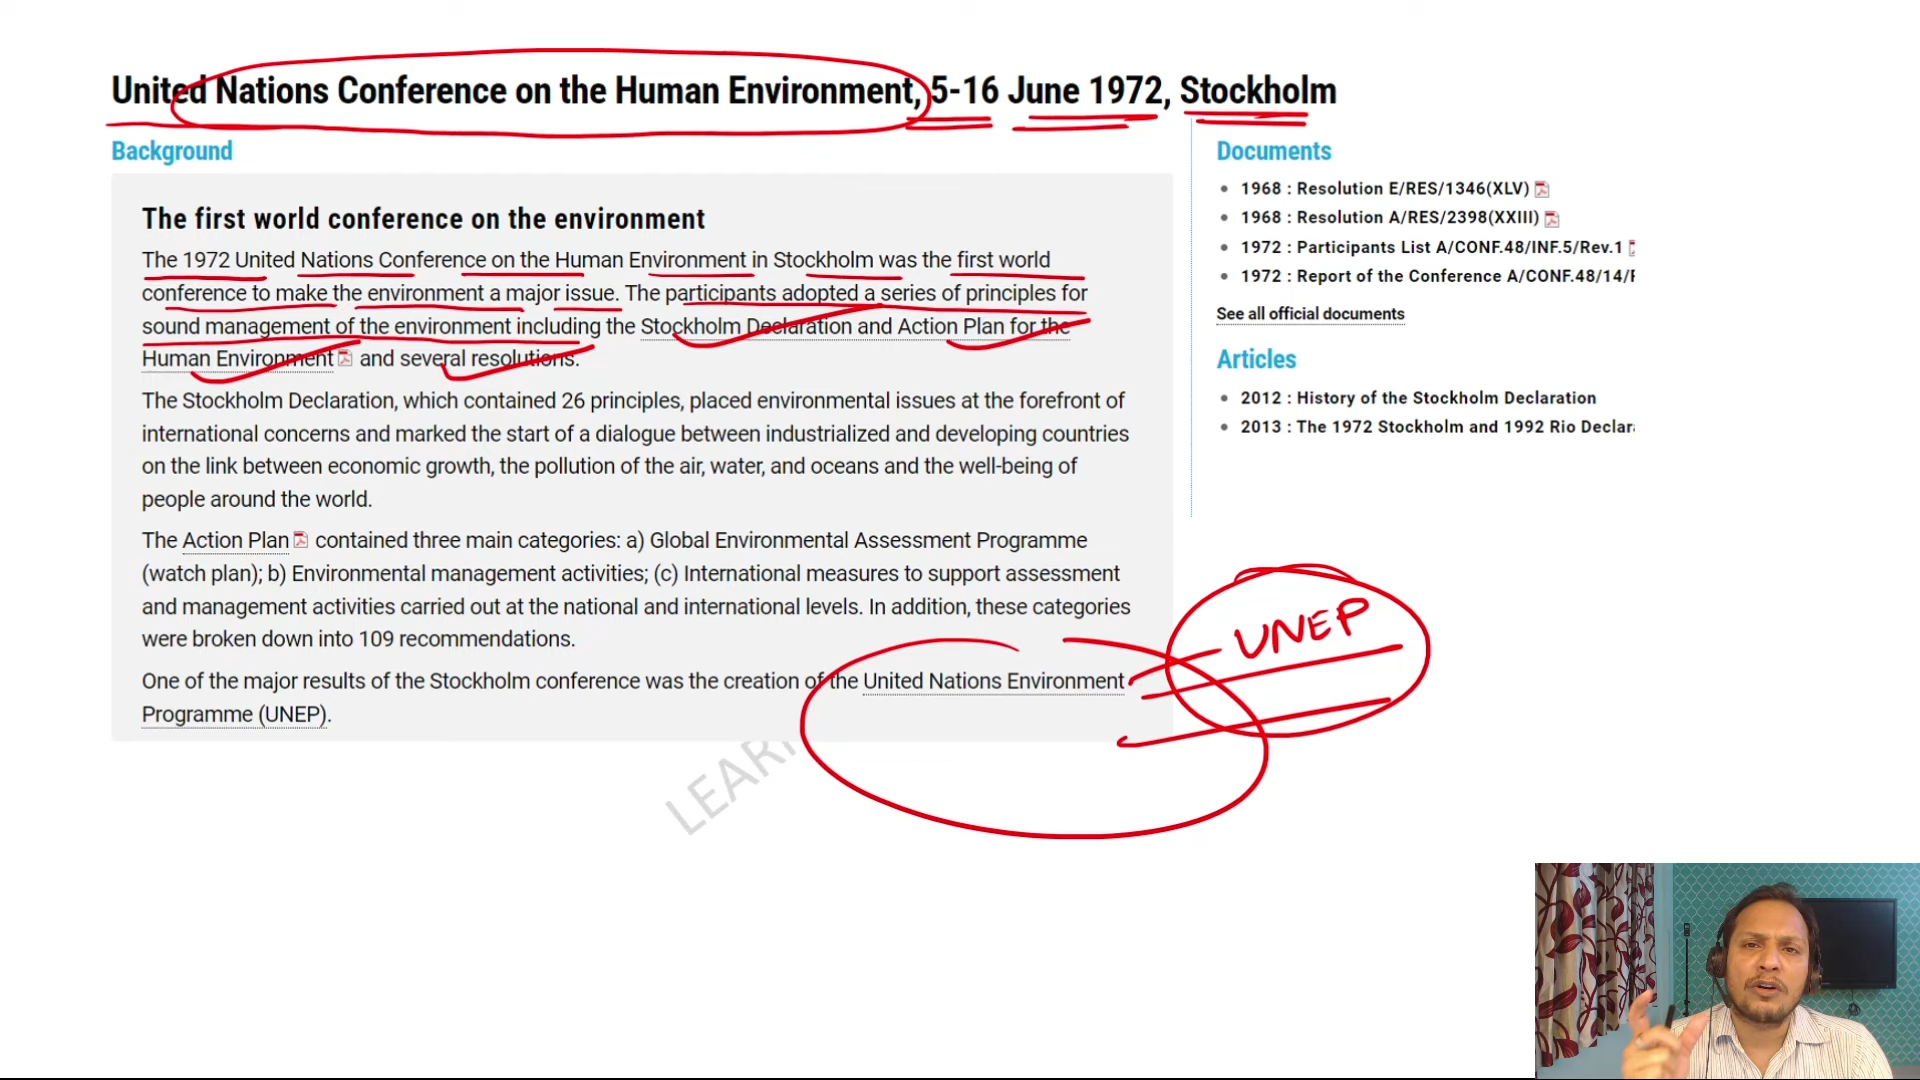 United Nations Conference on the Human Environment, 5-16 June 1972, Stockholm
Background
The first world conference on the environment
The 1972 United Nations Conference on the Human Environment in Stockholm was the first world
conference to make the environment a major issue. The participants adopted a series of principles for
sound management of the environment including the Stockholm Declaration and Action Plan for the
Human Environment and several resolutions.
The Stockholm Declaration, which contained 26 principles, placed environmental issues at the forefront of
international concerns and marked the start of a dialogue between industrialized and developing countries
on the link between economic growth, the pollution of the air, water, and oceans and the well-being of
people around the world.
The Action Plan contained three main categories: a) Global Environmental Assessment Programme
(watch plan); b) Environmental management activities; (c) International measures to support assessment
and management activities carried out at the national and international levels. In addition, these categories
were broken down into 109 recommendations.
One of the major results of the Stockholm conference was the creation of the United Nations Environment
Programme (UNEP).
Documents
1968 : Resolution E/RES/1346(XLV)
1968 : Resolution A/RES/2398(XXIII)
1972 : Participants List A/CONF.48/INF.5/Rev.1
1972 : Report of the Conference A/CONF.48/14/
See all official documents
Articles
2012 : History of the Stockholm Declaration
2013 : The 1972 Stockholm and 1992 Rio Declar
UNEP
LEAR